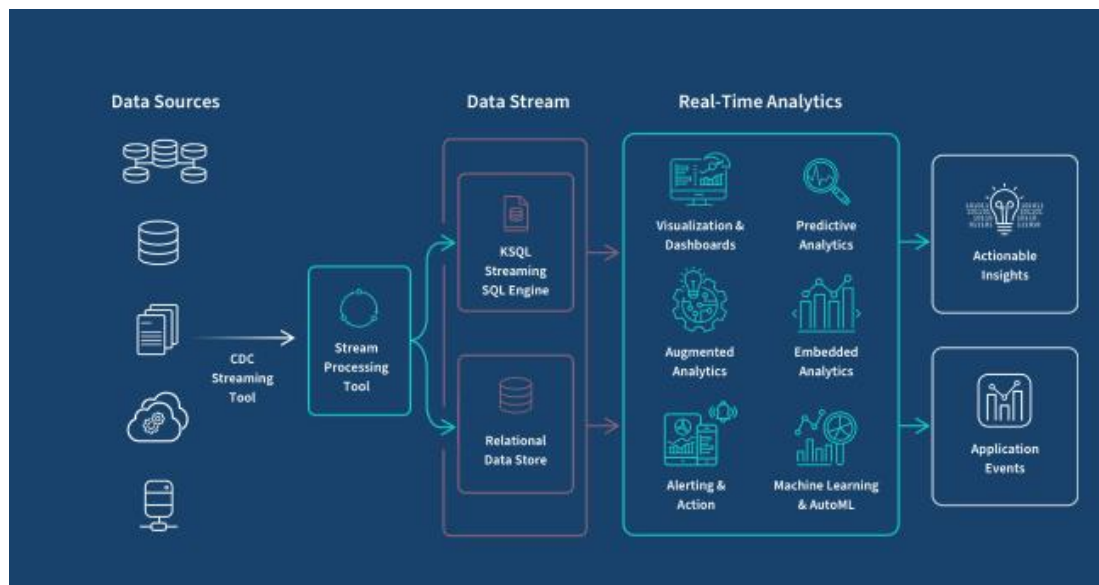 Data Sources
Data Stream
Real-Time Analytics
CDC
Streaming
Tool
Stream
Processing
Tool
KSQL
Streaming
SQL Engine
Relational
Data Store
Visualization &
Dashboards
Predictive
Analytics
Augmented
Analytics
Embedded
Analytics
Alerting &
Action
Machine Learning
& AutoML
Actionable
Insights
Application
Events